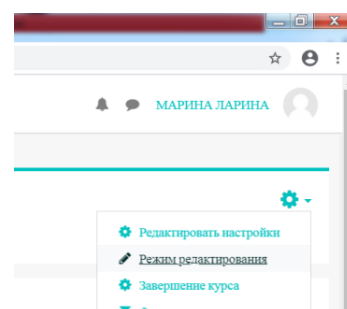 МАРИНА ЛАРИНА
Редактировать настройки
Режим редактирования
Завершение курса